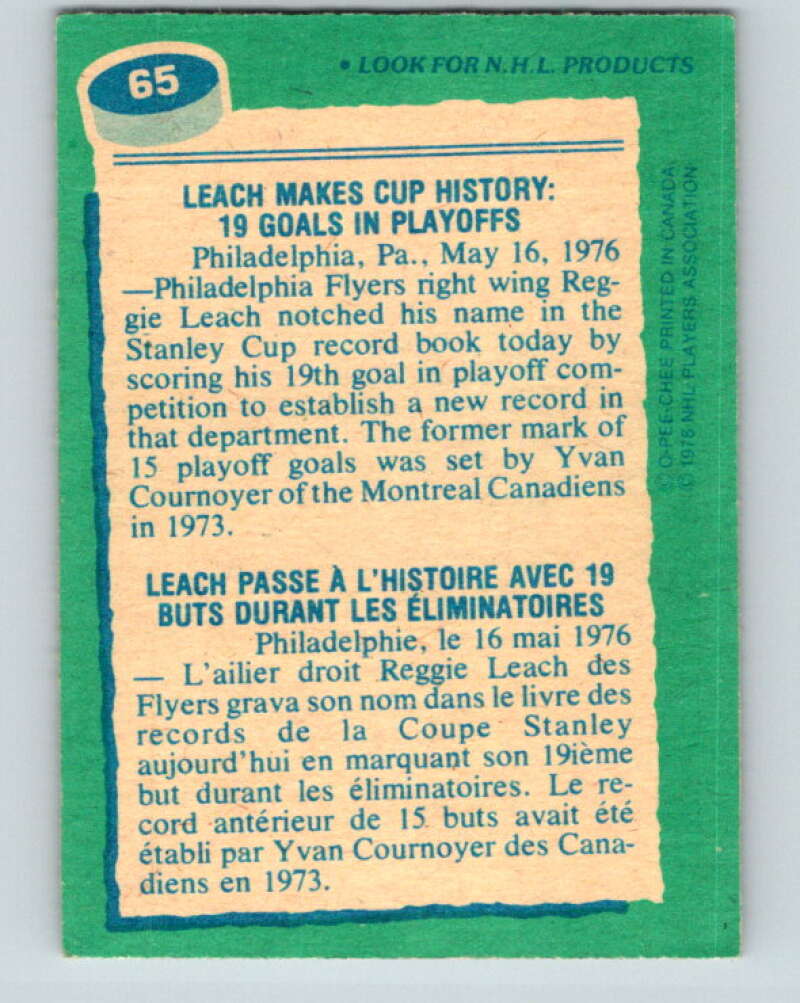 65
• LOOK FOR N.H.L. PRODUCTS
LEACH MAKES CUP HISTORY:
19 GOALS IN PLAYOFFS
Philadelphia, Pa., May 16, 1976
—Philadelphia Flyers right wing Reg-
gie Leach notched his name in the
Stanley Cup record book today by
scoring his 19th goal in playoff com-
petition to establish a new record in
that department. The former mark of
15 playoff goals was set by Yvan
Cournoyer of the Montreal Canadiens
in 1973.
LEACH PASSE À L'HISTOIRE AVEC 19
BUTS DURANT LES ÉLIMINATOIRES
Philadelphie, le 16 mai 1976
— L'ailier droit Reggie Leach des
Flyers grava son nom dans le livre des
records de la Coupe Stanley
aujourd'hui en marquant son 19ième
but durant les éliminatoires. Le re-
cord antérieur de 15 buts avait été
établi par Yvan Cournoyer des Cana-
diens en 1973.
© O-PEE-CHEE PRINTED IN CANADA
© 1976 NHL PLAYERS ASSOCIATION